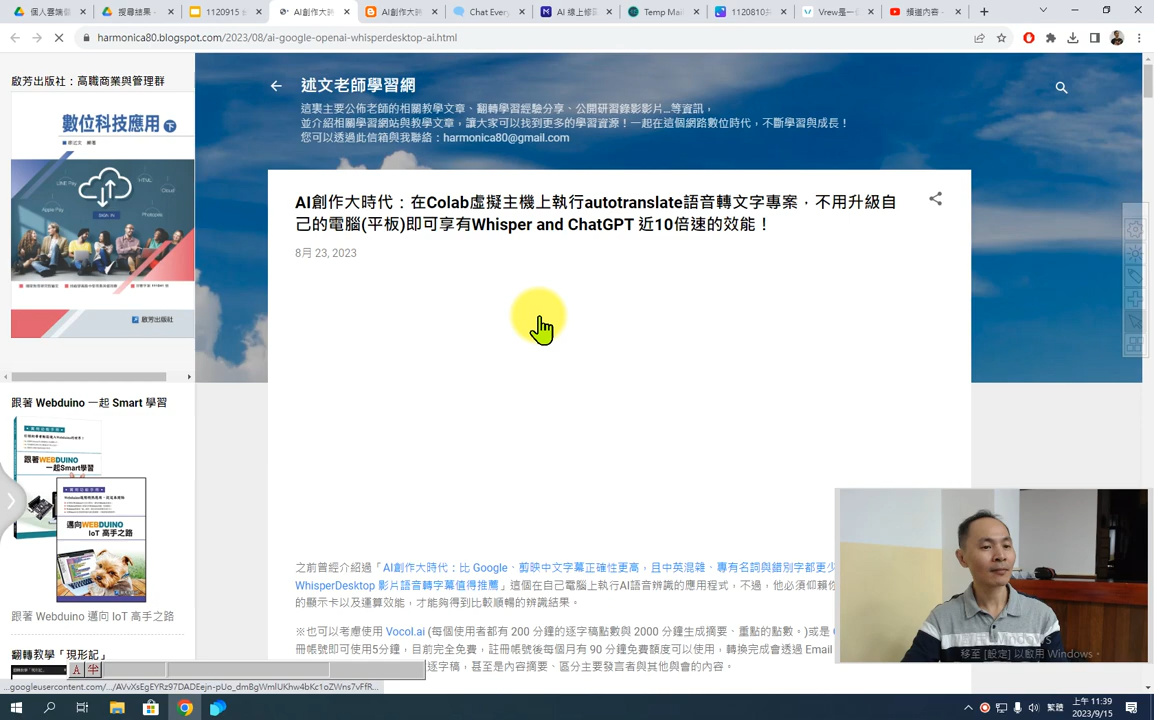 個人雲端硬
搜尋結果 -
1120915
AI創作大時
AI創作大時
Chat Every
AI 線上修
Temp Mail
1120810
Vrew是一
頻道內容 -
harmonica80.blogspot.com/2023/08/ai-google-openai-whisperdesktop-ai.html
啟芳出版社：高職商業與管理群
數位科技應用 下
啟芳出版社
跟著 Webduino 一起 Smart 學習
跟著WEBDUINO
一起Smart學習
邁向WEBDUINO
IoT 高手之路
跟著 Webduino 邁向 IoT 高手之路
翻轉教學「現形記」
述文老師學習網
這裏主要公佈老師的相關教學文章、翻轉學習經驗分享、公開研習錄影影片...等資訊，
並介紹相關學習網站與教學文章，讓大家可以找到更多的學習資源！一起在這個網路數位時代，不斷學習與成長！
您可以透過此信箱與我聯絡：harmonica80@gmail.com
AI創作大時代：在Colab虛擬主機上執行autotranslate語音轉文字專案，不用升級自
己的電腦(平板)即可享有Whisper and ChatGPT 近10倍速的效能！
8月 23, 2023
之前曾經介紹過「AI創作大時代：比 Google、剪映中文字幕正確性更高，且中英混雜、專有名詞與錯別字都更少
WhisperDesktop 影片語音轉字幕值得推薦」這個在自己電腦上執行AI語音辨識的應用程式，不過，他必須仰賴你
的顯示卡以及運算效能，才能夠得到比較順暢的辨識結果。
※也可以考慮使用 Vocol.ai (每個使用者都有 200 分鐘的逐字稿點數與 2000 分鐘生成摘要、重點的點數。)或是
冊帳號即可使用5分鐘，目前完全免費，註冊帳號後每個月有 90 分鐘免費額度可以使用，轉換完成會透過 Email
逐字稿，甚至是內容摘要、區分主要發言者與其他與會的內容。
移至 [設定] 以啟用 Windows。
A 半
繁體
上午 11:39
2023/9/15